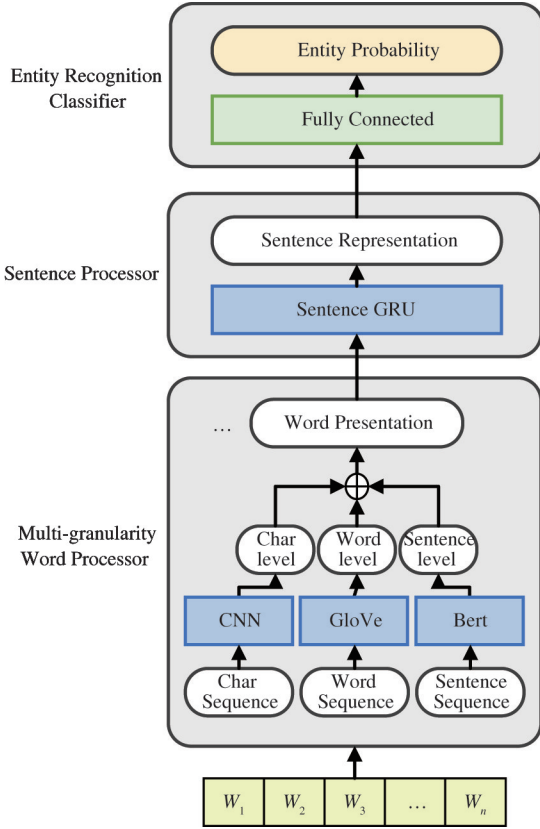 Entity Probability
Entity Recognition
Classifier
Fully Connected
Sentence Representation
Sentence Processor
Sentence GRU
... Word Presentation
Multi-granularity
Word Processor
Char
level
Word
level
Sentence
level
CNN
GloVe
Bert
Char
Sequence
Word
Sequence
Sentence
Sequence
W1 W2 W3 ... Wn